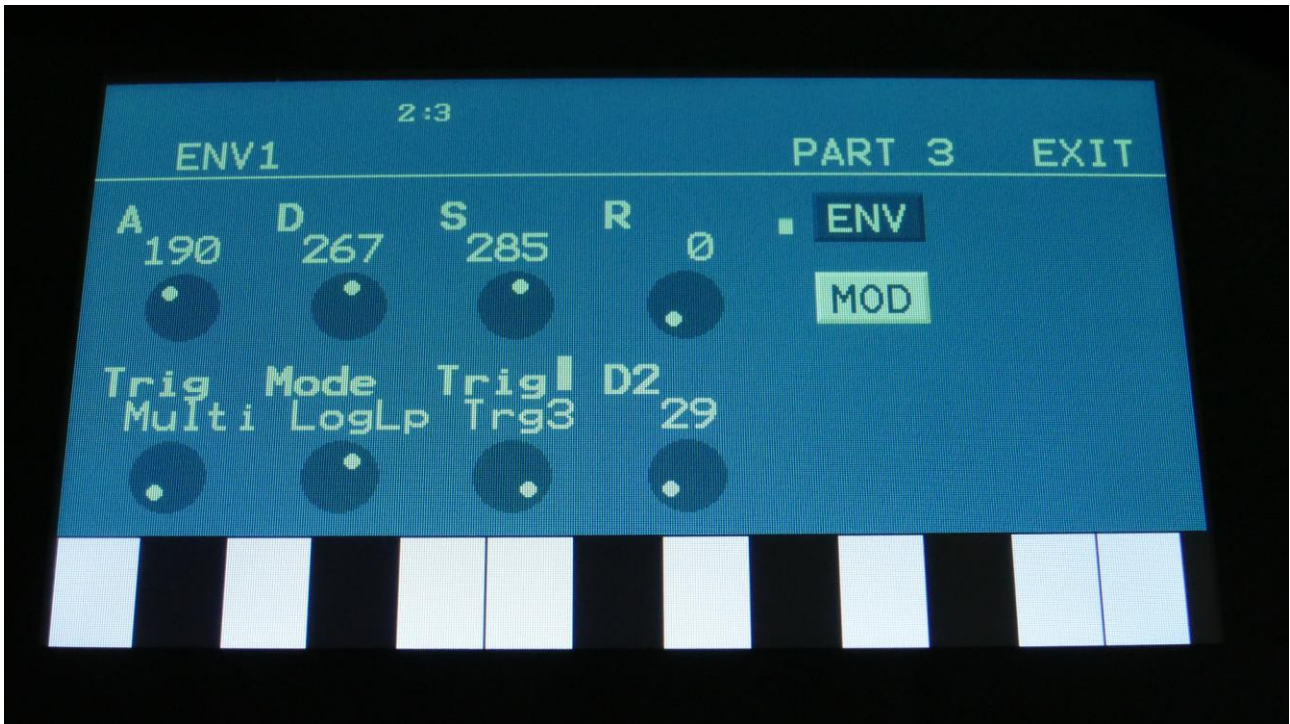 2:3
ENV1 PART 3 EXIT
A D S R ENV
190 267 285 0
MOD
Trig Mode Trig D2
Multi LogLp Trg3 29